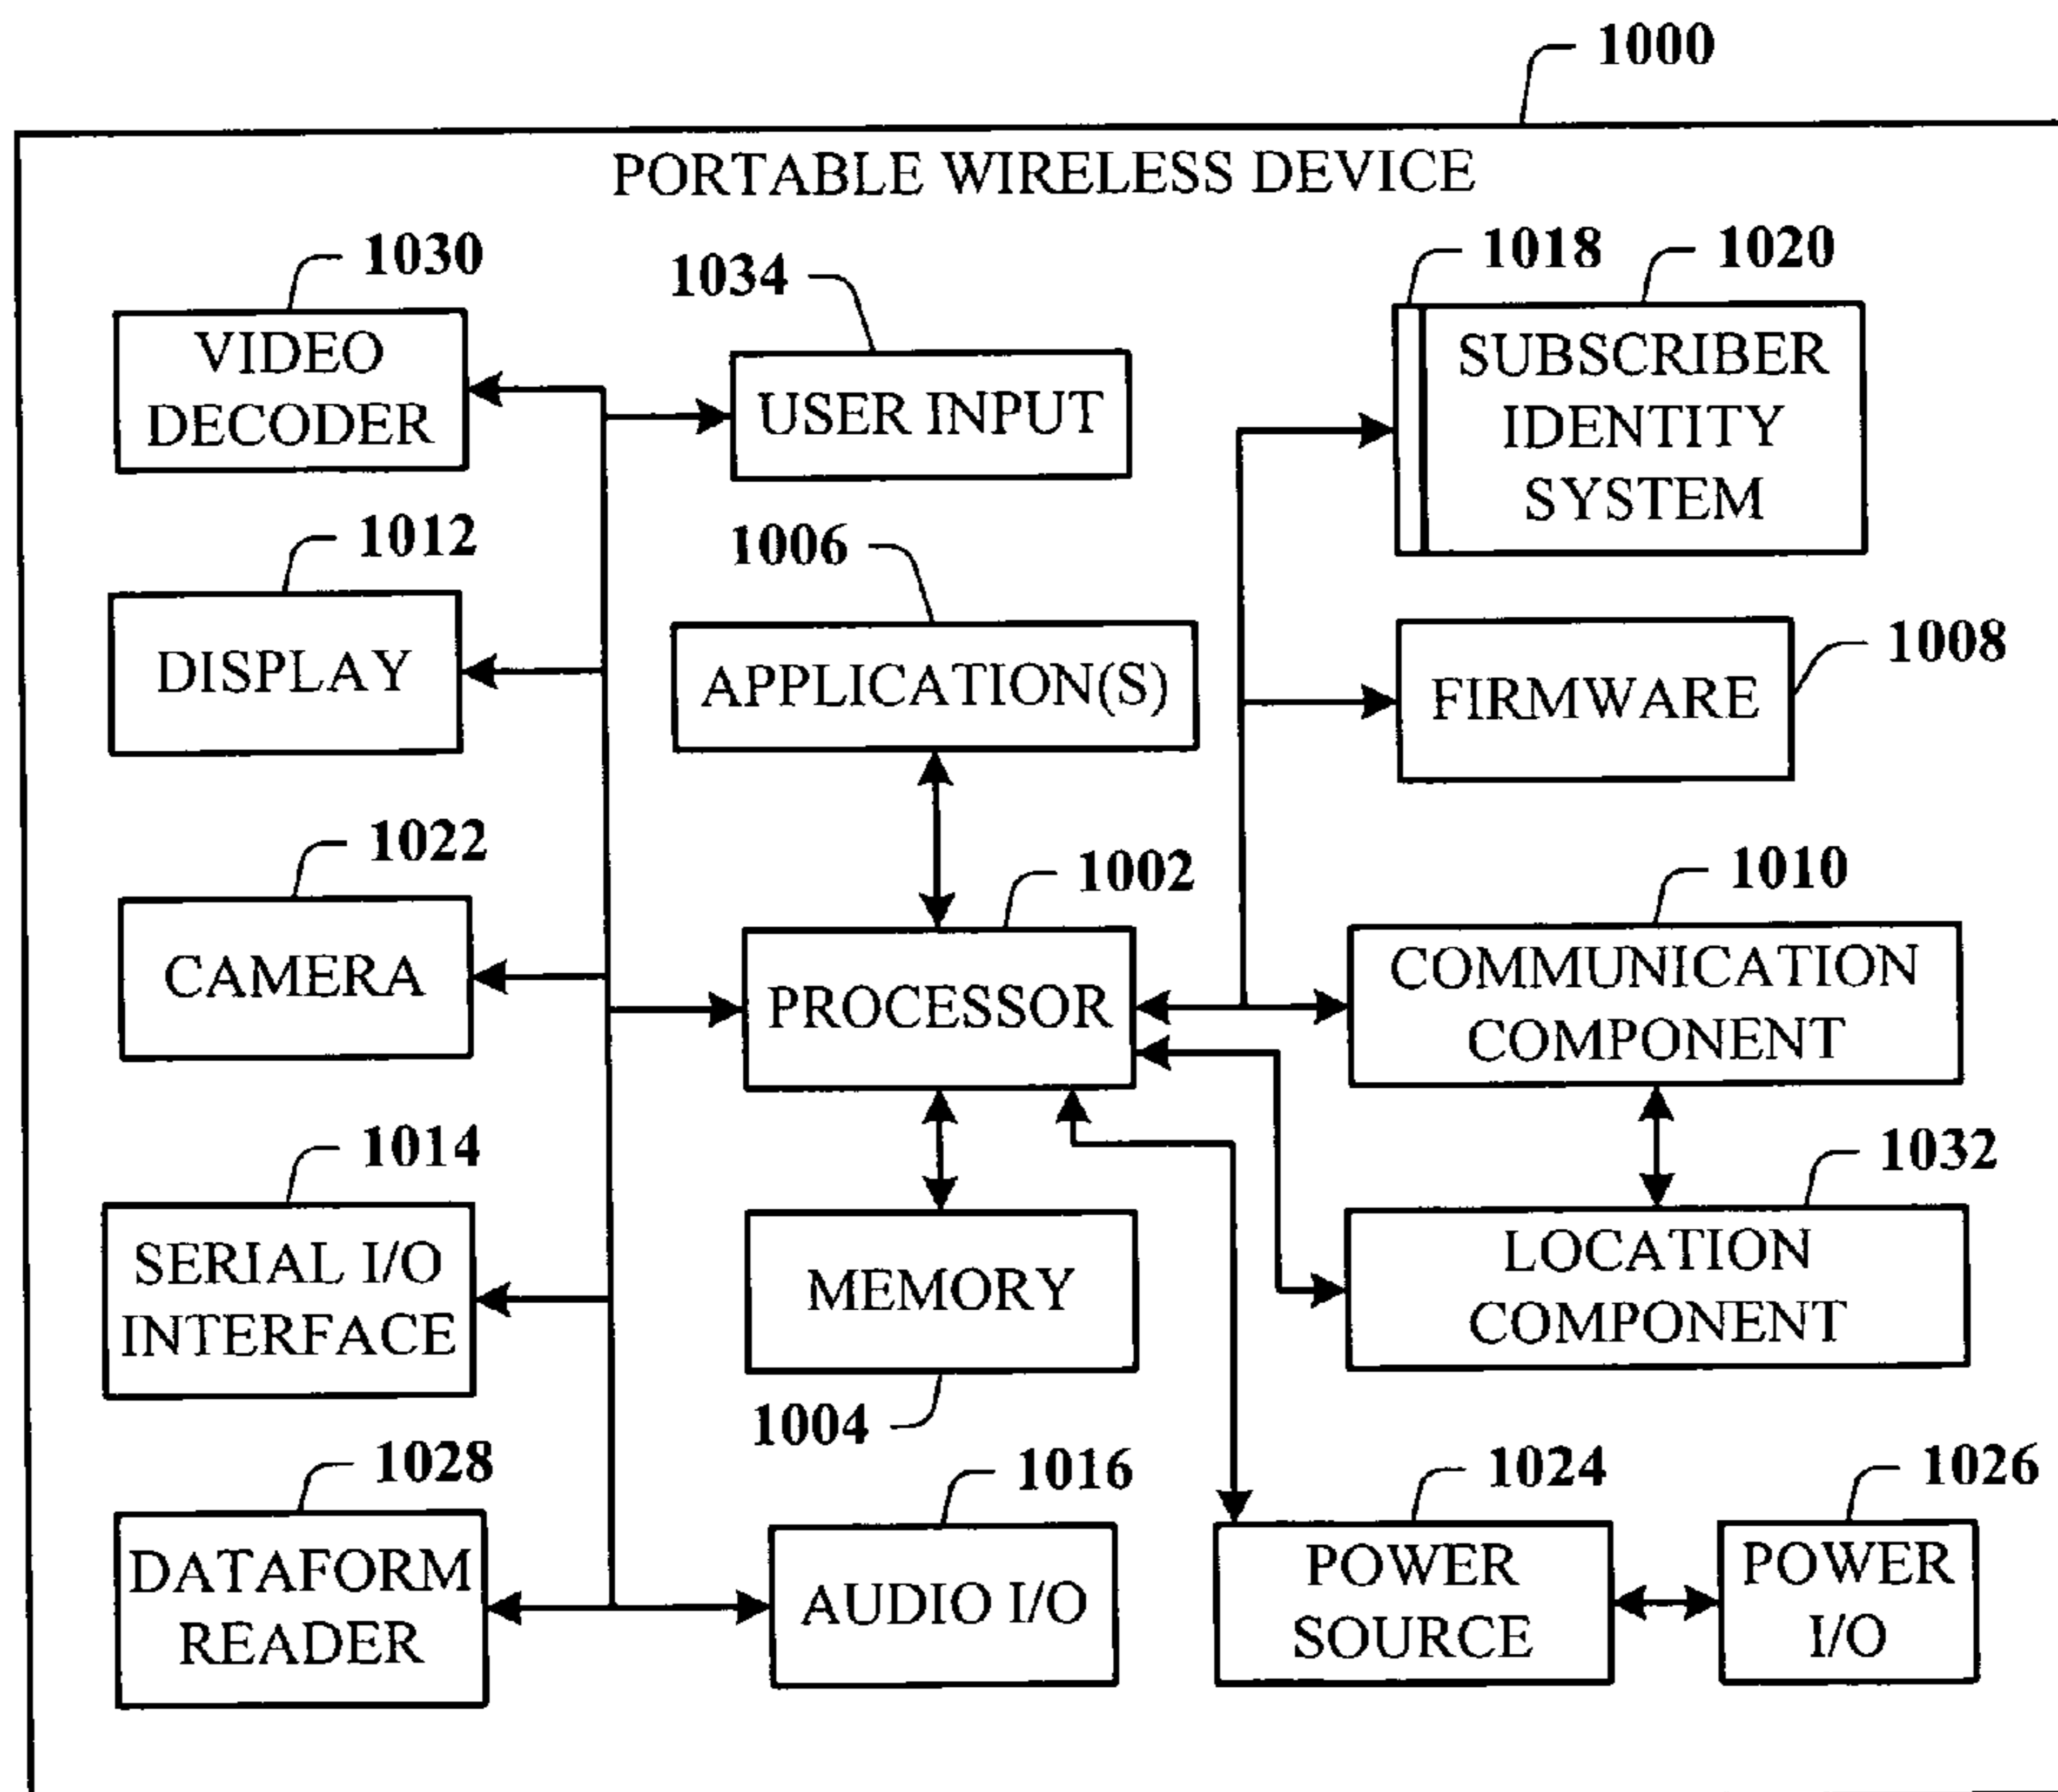 1000
PORTABLE WIRELESS DEVICE
1030
VIDEO
DECODER
1034
USER INPUT
1018
1020
SUBSCRIBER
IDENTITY
SYSTEM
1012
DISPLAY
1006
APPLICATION(S)
1008
FIRMWARE
1022
CAMERA
1002
PROCESSOR
1010
COMMUNICATION
COMPONENT
1014
SERIAL I/O
INTERFACE
MEMORY
1004
1032
LOCATION
COMPONENT
1028
DATAFORM
READER
1016
AUDIO I/O
1024
POWER
SOURCE
1026
POWER
I/O